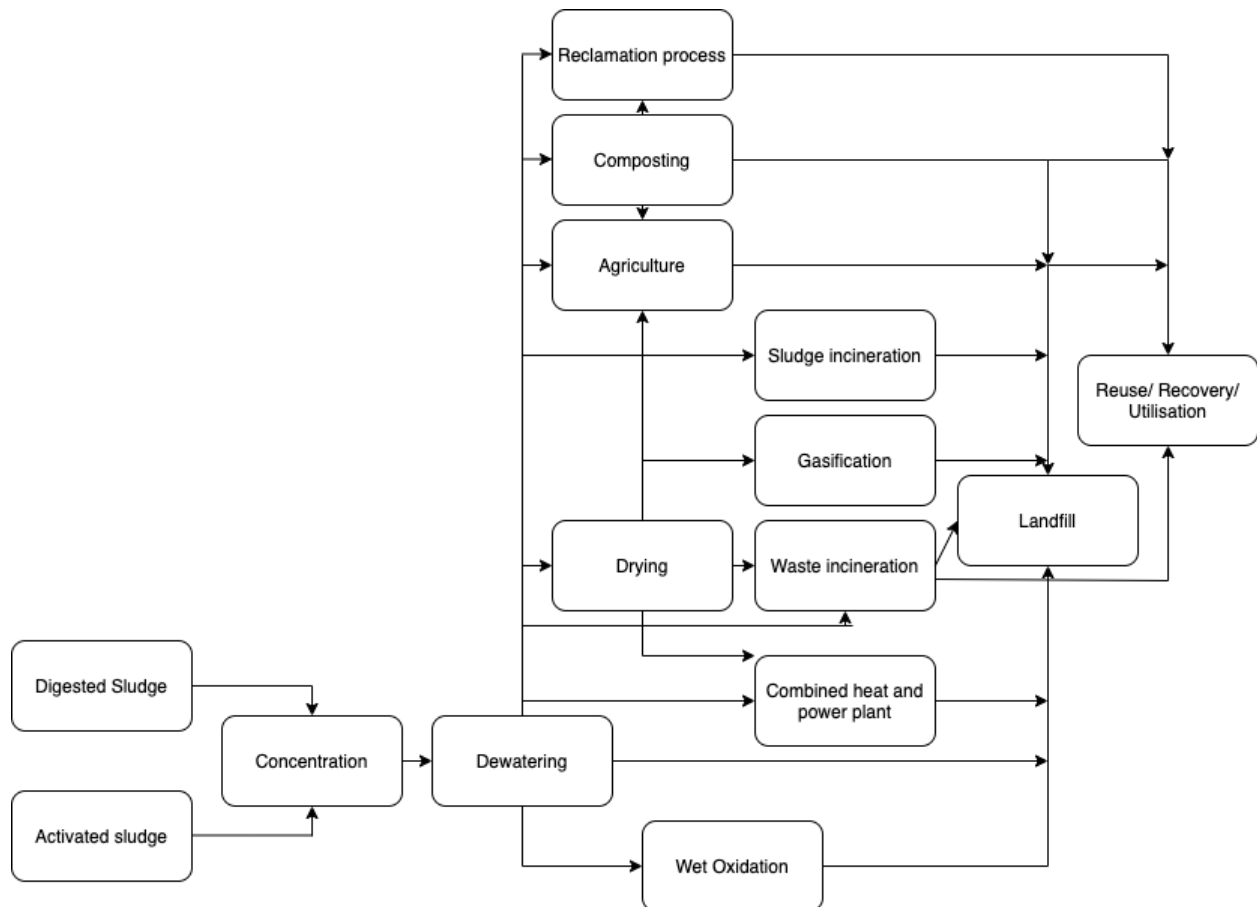 Reclamation process
Composting
Agriculture
Sludge incineration
Reuse/ Recovery/
Utilisation
Gasification
Landfill
Drying
Waste incineration
Digested Sludge
Combined heat and
power plant
Concentration
Dewatering
Activated sludge
Wet Oxidation